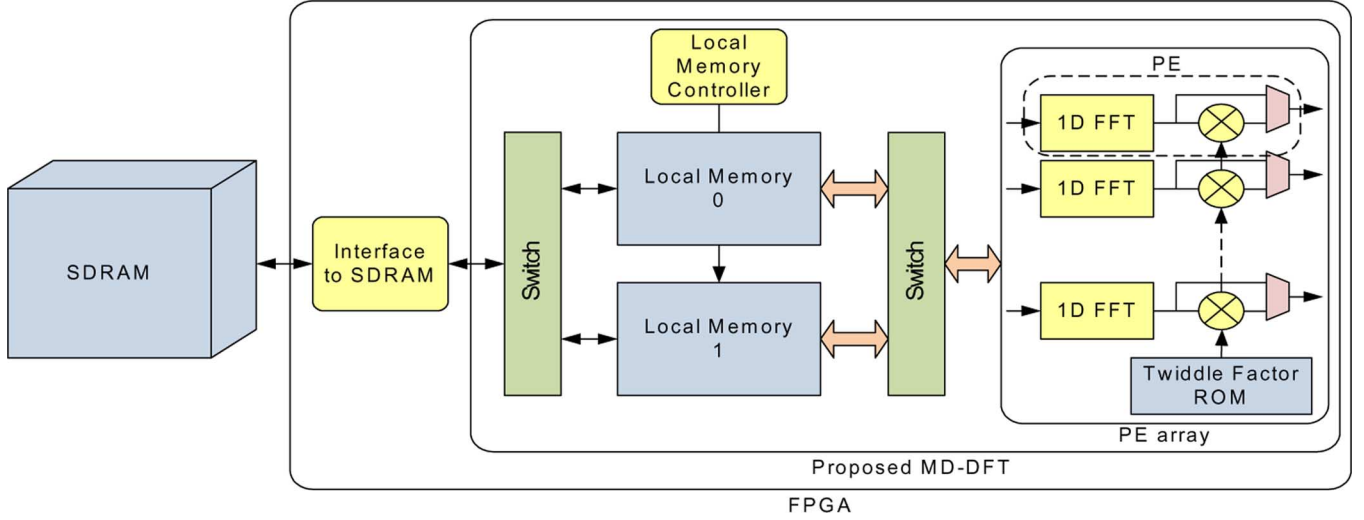 Local
Memory
Controller
PE
1D FFT
Local Memory
0
1D FFT
SDRAM
Interface
to SDRAM
Switch
Switch
Local Memory
1
1D FFT
Twiddle Factor
ROM
PE array
Proposed MD-DFT
FPGA